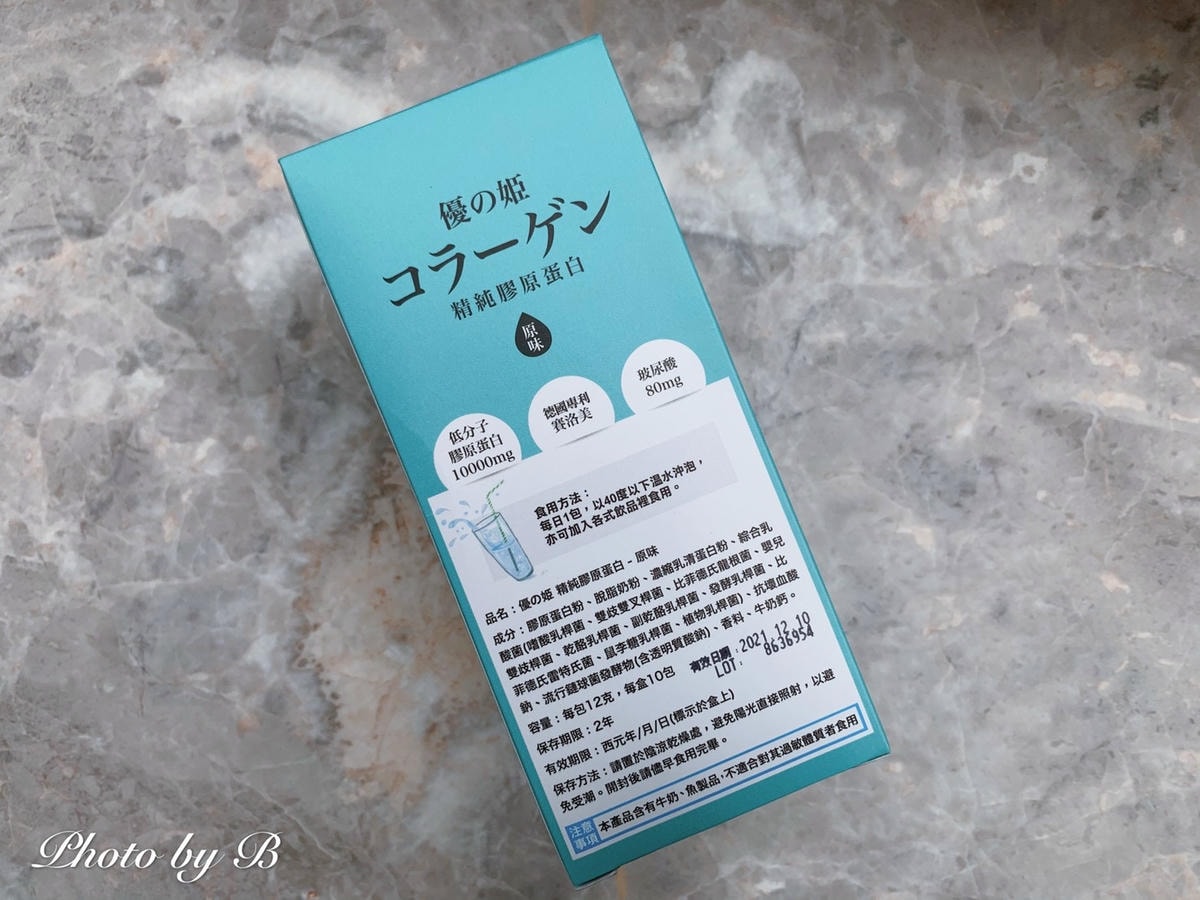 優の姫
コラーゲン
精純膠原蛋白
原味
低分子
膠原蛋白
10000mg
德國專利
賽洛美
玻尿酸
80mg
食用方法：
每日1包，以40度以下溫水沖泡，
亦可加入各式飲品裡食用。
品名：優の姫 精純膠原蛋白 - 原味
成分：膠原蛋白粉、脫脂奶粉、濃縮乳清蛋白粉、綜合乳
酸菌(嗜酸乳桿菌、雙歧雙叉桿菌、比菲德氏龍根菌、嬰兒
雙歧桿菌、乾酪乳桿菌、副乾酪乳桿菌、發酵乳桿菌、比
菲德氏雷特氏菌、鼠李糖乳桿菌、植物乳桿菌)、抗壞血酸
鈉、流行鏈球菌發酵物(含透明質酸鈉)、香料、牛奶鈣。
容量：每包12克，每盒10包
有效日期：2021 12 10
LOT： 8636954
保存期限：2年
有效期限：西元年/月/日(標示於盒上)
保存方法：請置於陰涼乾燥處，避免陽光直接照射，以避
免受潮。開封後請儘早食用完畢。
注意
事項
本產品含有牛奶、魚製品，不適合對其過敏體質者食用
Photo by B